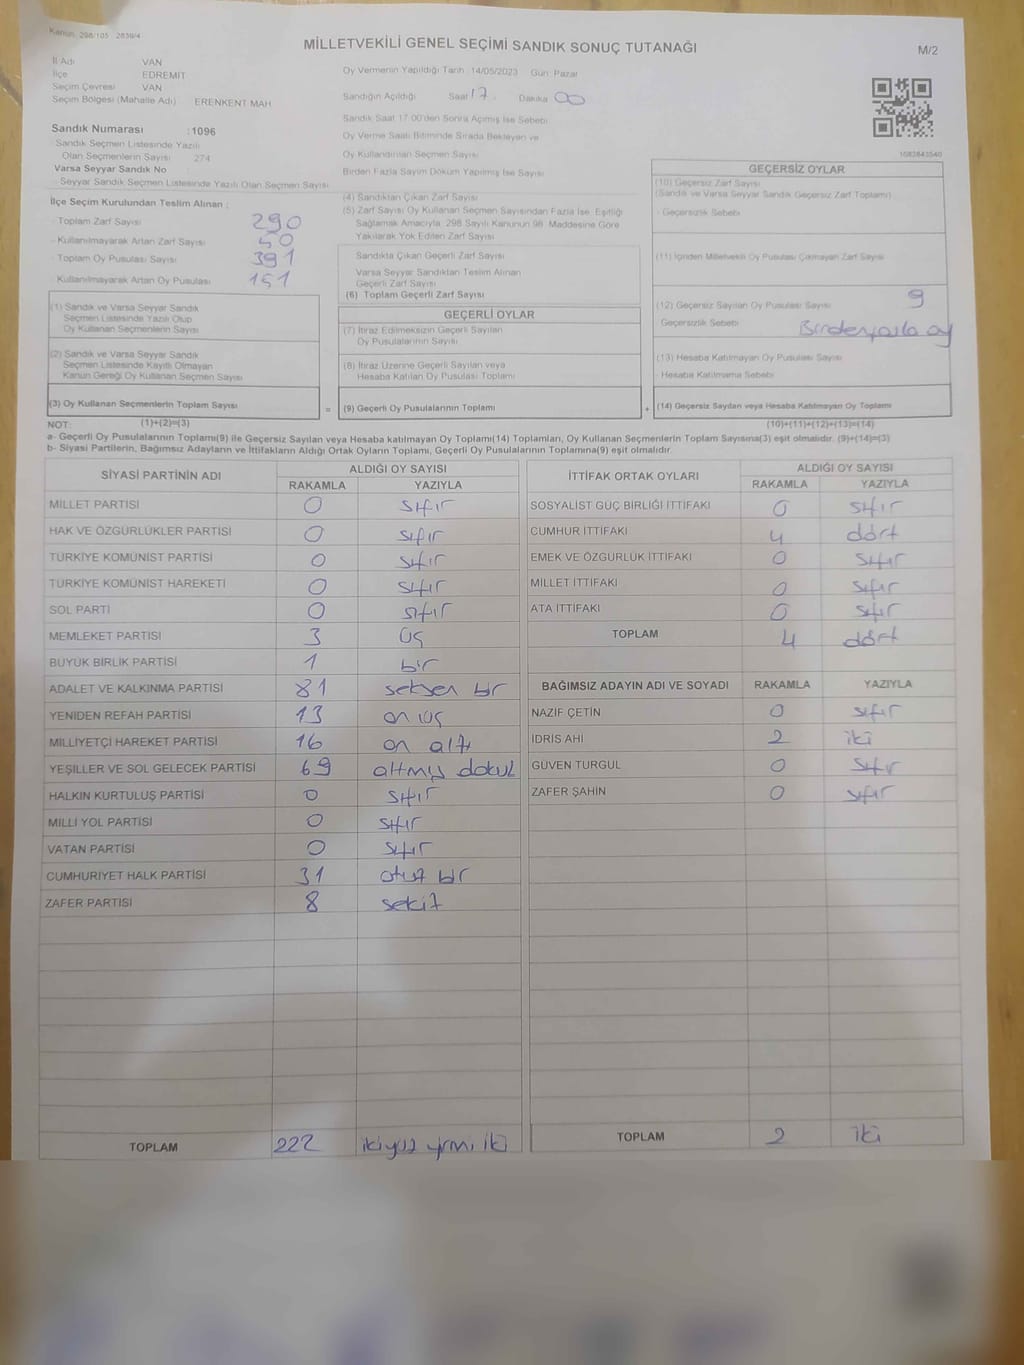 Kanun: 298/105 2839/4
MİLLETVEKİLİ GENEL SEÇİMİ SANDIK SONUÇ TUTANAĞI
M/2
İl Adı VAN
İlçe EDREMİT
Seçim Çevresi VAN
Seçim Bölgesi (Mahalle Adı) ERENKENT MAH
Sandık Numarası : 1096
Sandık Seçmen Listesinde Yazılı
Olan Seçmenlerin Sayısı 274
Varsa Seyyar Sandık No
Seyyar Sandık Seçmen Listesinde Yazılı Olan Seçmen Sayısı
İlçe Seçim Kurulundan Teslim Alınan :
- Toplam Zarf Sayısı 290
- Kullanılmayarak Artan Zarf Sayısı 50
- Toplam Oy Pusulası Sayısı 391
- Kullanılmayarak Artan Oy Pusulası 151
Oy Vermenin Yapıldığı Tarih :14/05/2023 Gün: Pazar
Sandığın Açıldığı Saat 17 . Dakika 00
Sandık Saat 17:00'den Sonra Açılmış İse Sebebi
Oy Verme Saati Bitiminde Sırada Bekleyen ve
Oy Kullandırılan Seçmen Sayısı
Birden Fazla Sayım Döküm Yapılmış İse Sayısı
(4) Sandıktan Çıkan Zarf Sayısı
(5) Zarf Sayısı Oy Kullanan Seçmen Sayısından Fazla İse, Eşitliği
Sağlamak Amacıyla, 298 Sayılı Kanunun 98. Maddesine Göre
Yakılarak Yok Edilen Zarf Sayısı
Sandıkta Çıkan Geçerli Zarf Sayısı
Varsa Seyyar Sandıktan Teslim Alınan
Geçerli Zarf Sayısı
(6) Toplam Geçerli Zarf Sayısı
1083843540
GEÇERSİZ OYLAR
(10) Geçersiz Zarf Sayısı
(Sandık ve Varsa Seyyar Sandık Geçersiz Zarf Toplamı)
- Geçersizlik Sebebi
(11) İçinden Milletvekili Oy Pusulası Çıkmayan Zarf Sayısı
(12) Geçersiz Sayılan Oy Pusulası Sayısı 9
Geçersizlik Sebebi Birden fazla oy
(13) Hesaba Katılmayan Oy Pusulası Sayısı
- Hesaba Katılmama Sebebi
(14) Geçersiz Sayılan veya Hesaba Katılmayan Oy Toplamı
(10)+(11)+(12)+(13)=(14)
(1) Sandık ve Varsa Seyyar Sandık
Seçmen Listesinde Yazılı Olup
Oy Kullanan Seçmenlerin Sayısı
(2) Sandık ve Varsa Seyyar Sandık
Seçmen Listesinde Kayıtlı Olmayan
Kanun Gereği Oy Kullanan Seçmen Sayısı
(3) Oy Kullanan Seçmenlerin Toplam Sayısı =
GEÇERLİ OYLAR
(7) İtiraz Edilmeksizin Geçerli Sayılan
Oy Pusulalarının Sayısı
(8) İtiraz Üzerine Geçerli Sayılan veya
Hesaba Katılan Oy Pusulası Toplamı
(9) Geçerli Oy Pusulalarının Toplamı +
NOT: (1)+(2)=(3)
a- Geçerli Oy Pusulalarının Toplamı(9) ile Geçersiz Sayılan veya Hesaba katılmayan Oy Toplamı(14) Toplamları, Oy Kullanan Seçmenlerin Toplam Sayısına(3) eşit olmalıdır. (9)+(14)=(3)
b- Siyasi Partilerin, Bağımsız Adayların ve İttifakların Aldığı Ortak Oyların Toplamı, Geçerli Oy Pusulalarının Toplamına(9) eşit olmalıdır.
SİYASİ PARTİNİN ADI ALDIĞI OY SAYISI
RAKAMLA YAZIYLA
MİLLET PARTİSİ 0 sıfır
HAK VE ÖZGÜRLÜKLER PARTİSİ 0 sıfır
TÜRKİYE KOMÜNİST PARTİSİ 0 sıfır
TÜRKİYE KOMÜNİST HAREKETİ 0 sıfır
SOL PARTİ 0 sıfır
MEMLEKET PARTİSİ 3 üç
BÜYÜK BİRLİK PARTİSİ 1 bir
ADALET VE KALKINMA PARTİSİ 81 seksen bir
YENİDEN REFAH PARTİSİ 13 on üç
MİLLİYETÇİ HAREKET PARTİSİ 16 on altı
YEŞİLLER VE SOL GELECEK PARTİSİ 69 altmış dokuz
HALKIN KURTULUŞ PARTİSİ 0 sıfır
MİLLİ YOL PARTİSİ 0 sıfır
VATAN PARTİSİ 0 sıfır
CUMHURİYET HALK PARTİSİ 31 otuz bir
ZAFER PARTİSİ 8 sekiz
TOPLAM 222 ikiyüz yirmi iki
İTTİFAK ORTAK OYLARI ALDIĞI OY SAYISI
RAKAMLA YAZIYLA
SOSYALİST GÜÇ BİRLİĞİ İTTİFAKI 0 sıfır
CUMHUR İTTİFAKI 4 dört
EMEK VE ÖZGÜRLÜK İTTİFAKI 0 sıfır
MİLLET İTTİFAKI 0 sıfır
ATA İTTİFAKI 0 sıfır
TOPLAM 4 dört
BAĞIMSIZ ADAYIN ADI VE SOYADI RAKAMLA YAZIYLA
NAZİF ÇETİN 0 sıfır
İDRİS AHİ 2 iki
GÜVEN TURGUL 0 sıfır
ZAFER ŞAHİN 0 sıfır
TOPLAM 2 iki